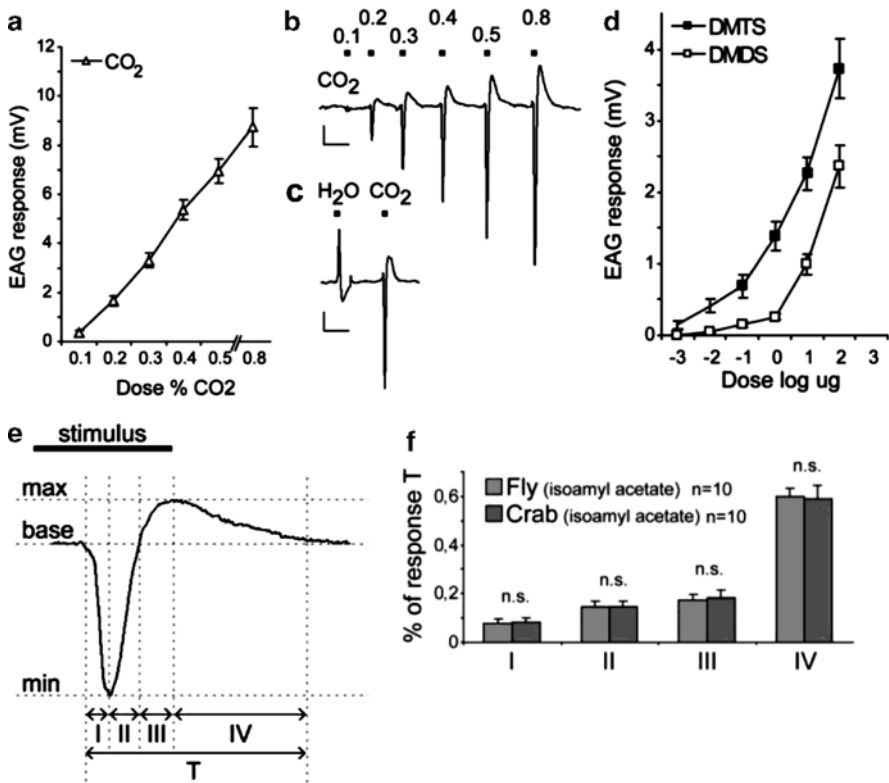 a
12
10
8
6
4
2
0
EAG response (mV)
CO2
0.1 0.2 0.3 0.4 0.5 0.8
Dose % CO2
b
0.1 0.2 0.3 0.4 0.5 0.8
CO2
c
H2O CO2
d
4
3
2
1
0
EAG response (mV)
DMTS
DMDS
-3 -2 -1 0 1 2 3
Dose log ug
e
stimulus
max
base
min
I II III IV
T
f
0,6
0,2
0
% of response T
Fly (isoamyl acetate) n=10
Crab (isoamyl acetate) n=10
n.s. n.s. n.s. n.s.
I II III IV